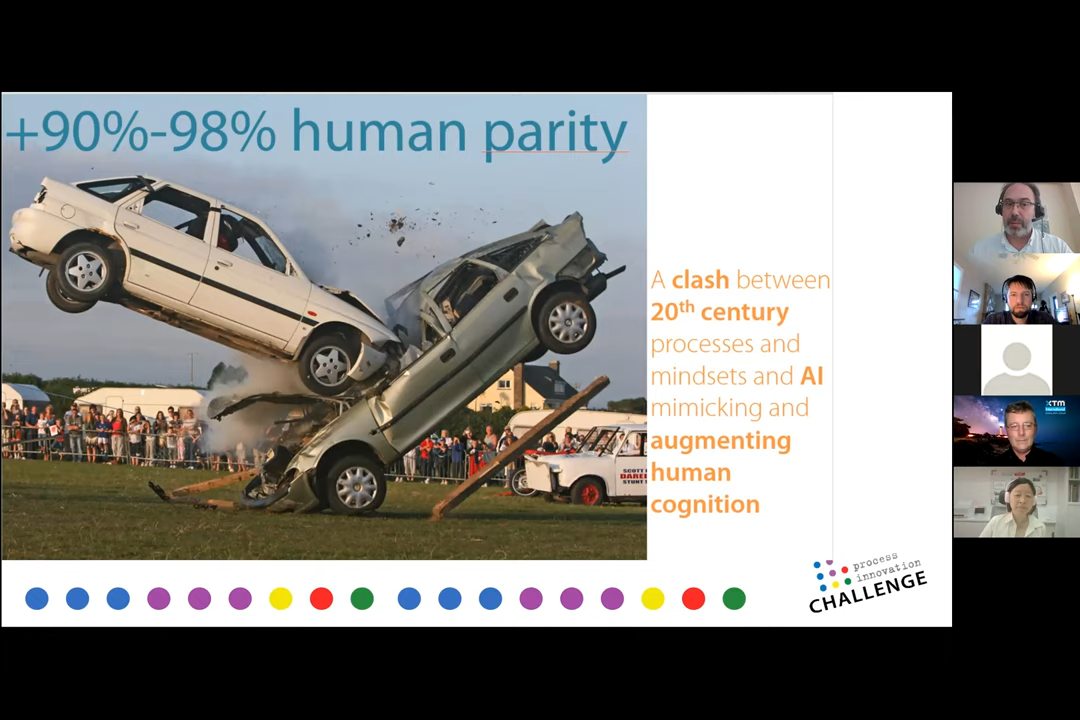 +90%-98% human parity
A clash between
20th century
processes and
mindsets and AI
mimicking and
augmenting
human
cognition
process
innovation
CHALLENGE
XTM